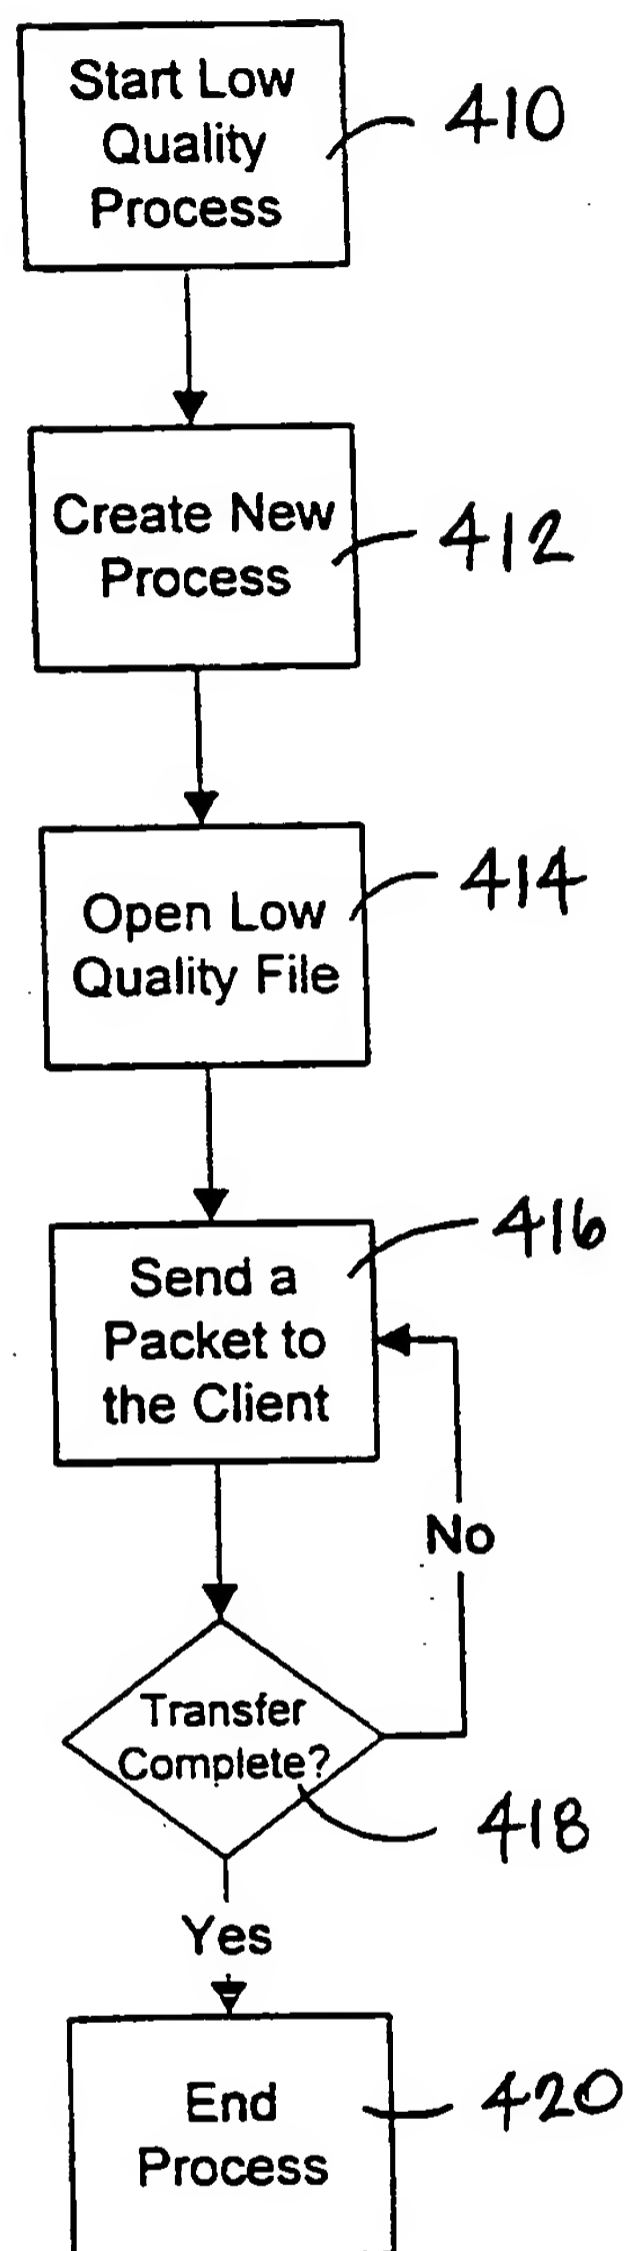 Start Low
Quality
Process
410
Create New
Process
412
Open Low
Quality File
414
Send a
Packet to
the Client
416
No
Transfer
Complete?
418
Yes
End
Process
420